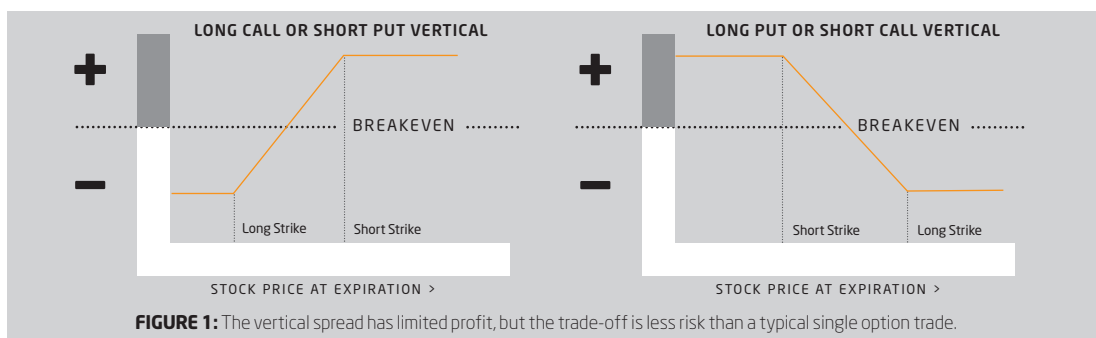 LONG CALL OR SHORT PUT VERTICAL
+
BREAKEVEN
–
Long Strike
Short Strike
STOCK PRICE AT EXPIRATION >
LONG PUT OR SHORT CALL VERTICAL
+
BREAKEVEN
–
Short Strike
Long Strike
STOCK PRICE AT EXPIRATION >
FIGURE 1: The vertical spread has limited profit, but the trade-off is less risk than a typical single option trade.